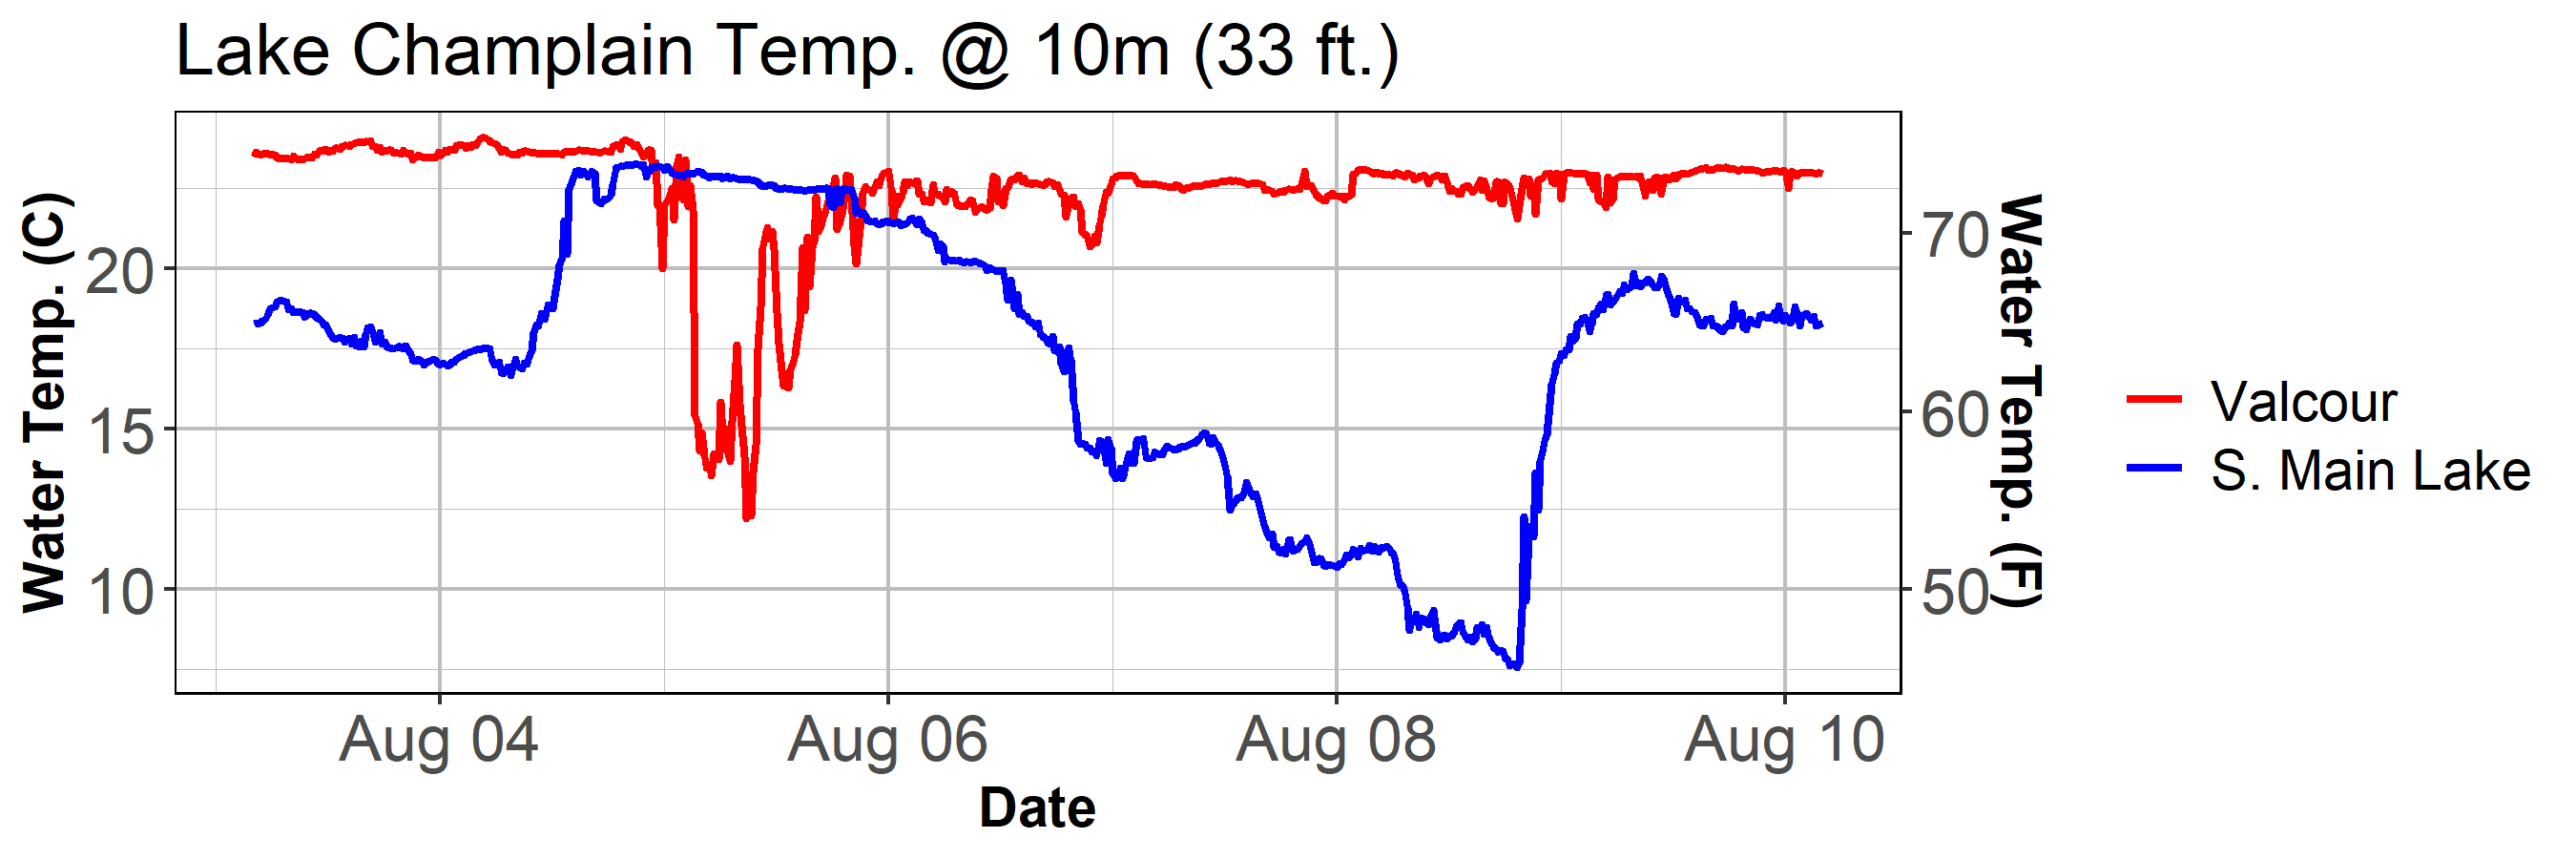 Lake Champlain Temp. @ 10m (33 ft.)
Water Temp. (C)
20
15
10
70
60
50
Water Temp. (F)
Aug 04
Aug 06
Aug 08
Aug 10
Date
Valcour
S. Main Lake